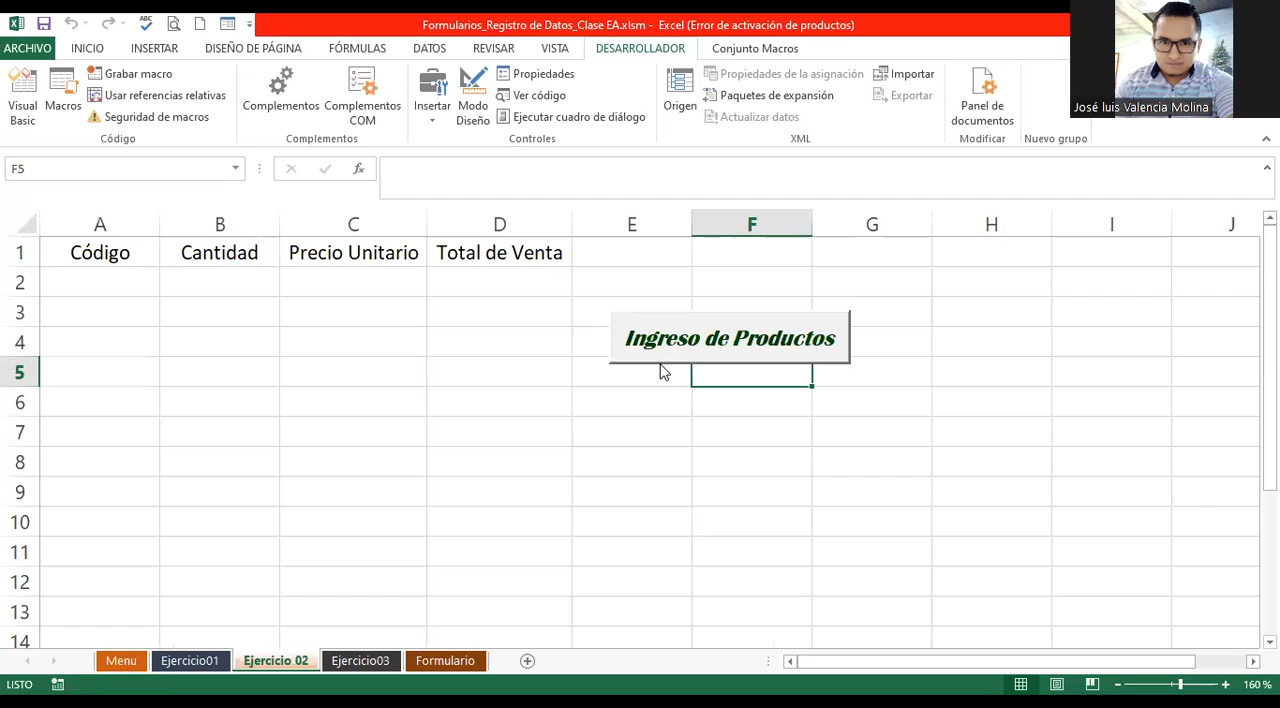 ABC
Formularios_Registro de Datos_Clase EA.xlsm - Excel (Error de activación de productos)
ARCHIVO INICIO INSERTAR DISEÑO DE PÁGINA FÓRMULAS DATOS REVISAR VISTA DESARROLLADOR Conjunto Macros
Visual Basic
Macros
Grabar macro
Usar referencias relativas
Seguridad de macros
Código
Complementos
Complementos COM
Complementos
Insertar
Modo Diseño
Propiedades
Ver código
Ejecutar cuadro de diálogo
Controles
Origen
Propiedades de la asignación
Paquetes de expansión
Actualizar datos
Importar
Exportar
XML
Panel de documentos
Modificar
Nuevo grupo
José luis Valencia Molina
F5
fx
A B C D E F G H I J
1 Código Cantidad Precio Unitario Total de Venta
2
3
4 Ingreso de Productos
5
6
7
8
9
10
11
12
13
14
Menu Ejercicio01 Ejercicio 02 Ejercicio03 Formulario
LISTO 160 %